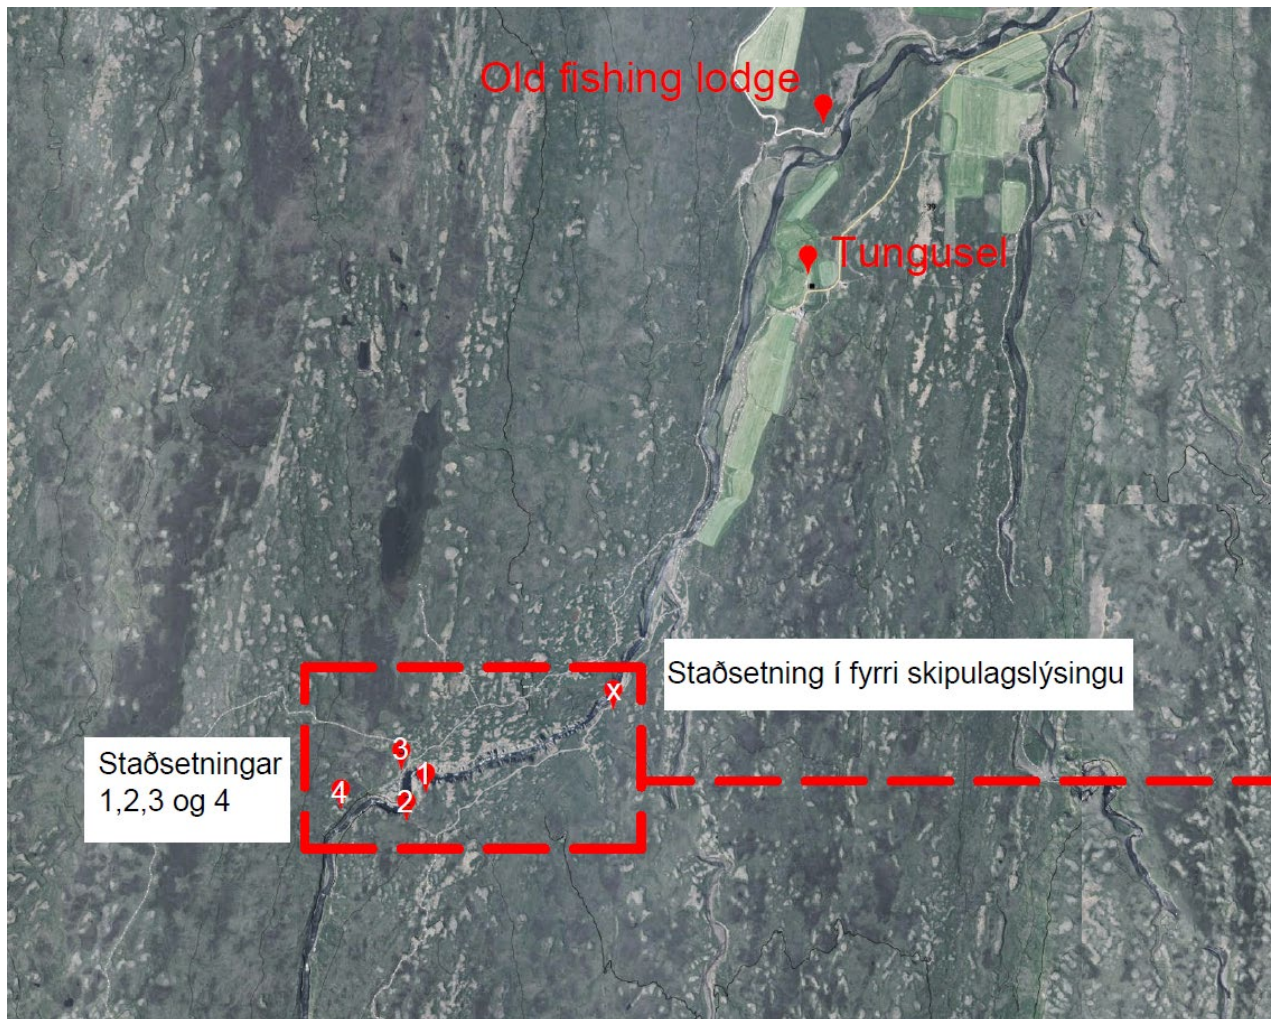 Old fishing lodge
Tungusel
Staðsetning í fyrri skipulagslýsingu
x
Staðsetningar
1,2,3 og 4
3
1
4
2